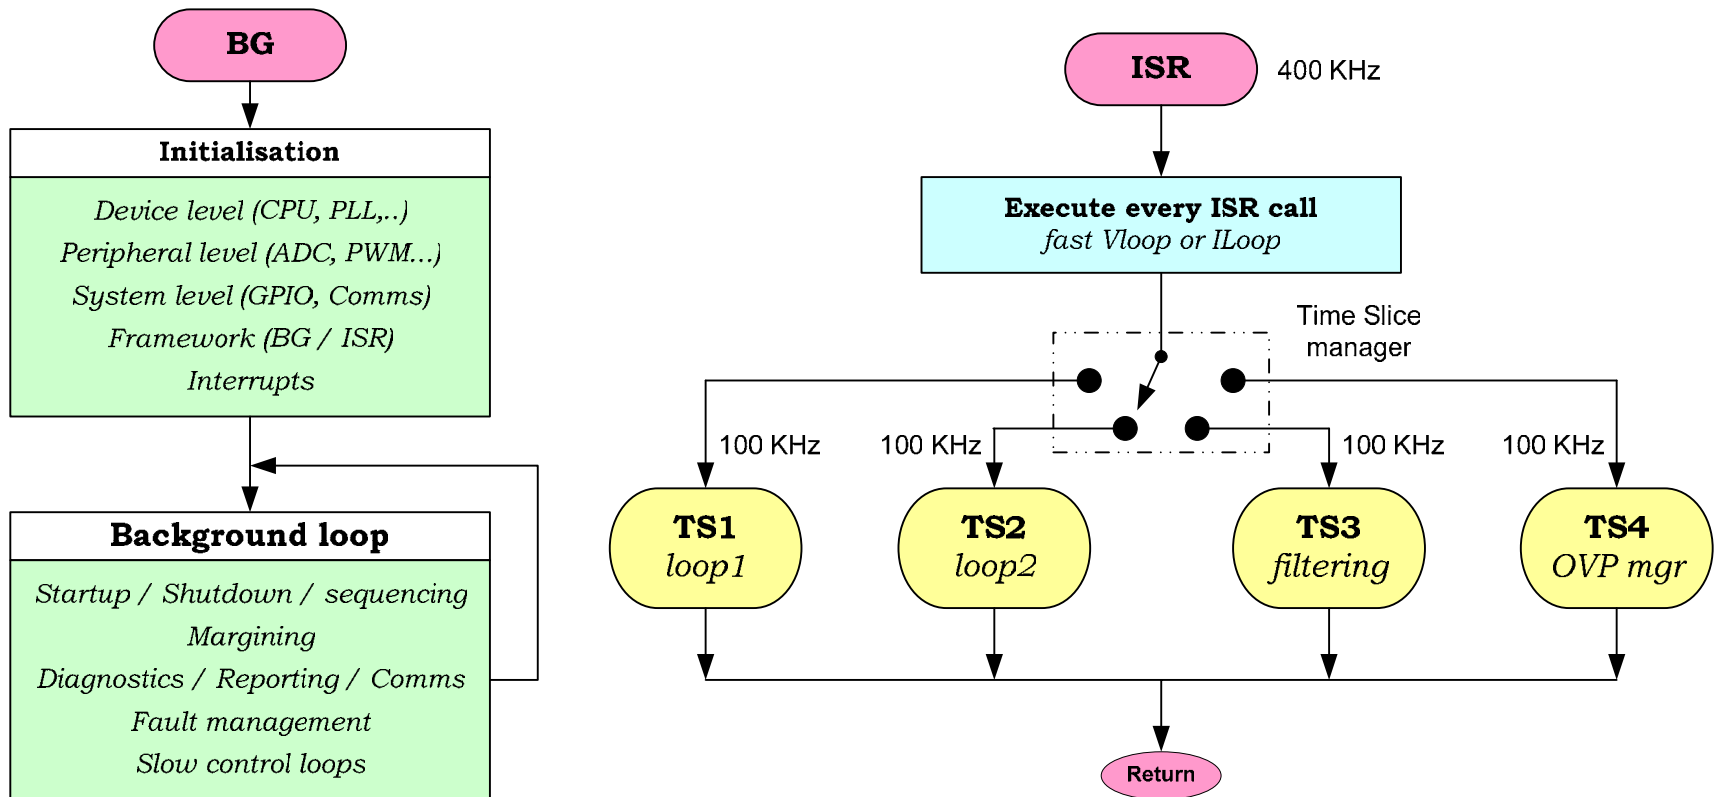 BG
Initialisation
Device level (CPU, PLL,..)
Peripheral level (ADC, PWM...)
System level (GPIO, Comms)
Framework (BG / ISR)
Interrupts
Background loop
Startup / Shutdown / sequencing
Margining
Diagnostics / Reporting / Comms
Fault management
Slow control loops
ISR
400 KHz
Execute every ISR call
fast Vloop or ILoop
Time Slice
manager
100 KHz
100 KHz
100 KHz
100 KHz
TS1
loop1
TS2
loop2
TS3
filtering
TS4
OVP mgr
Return